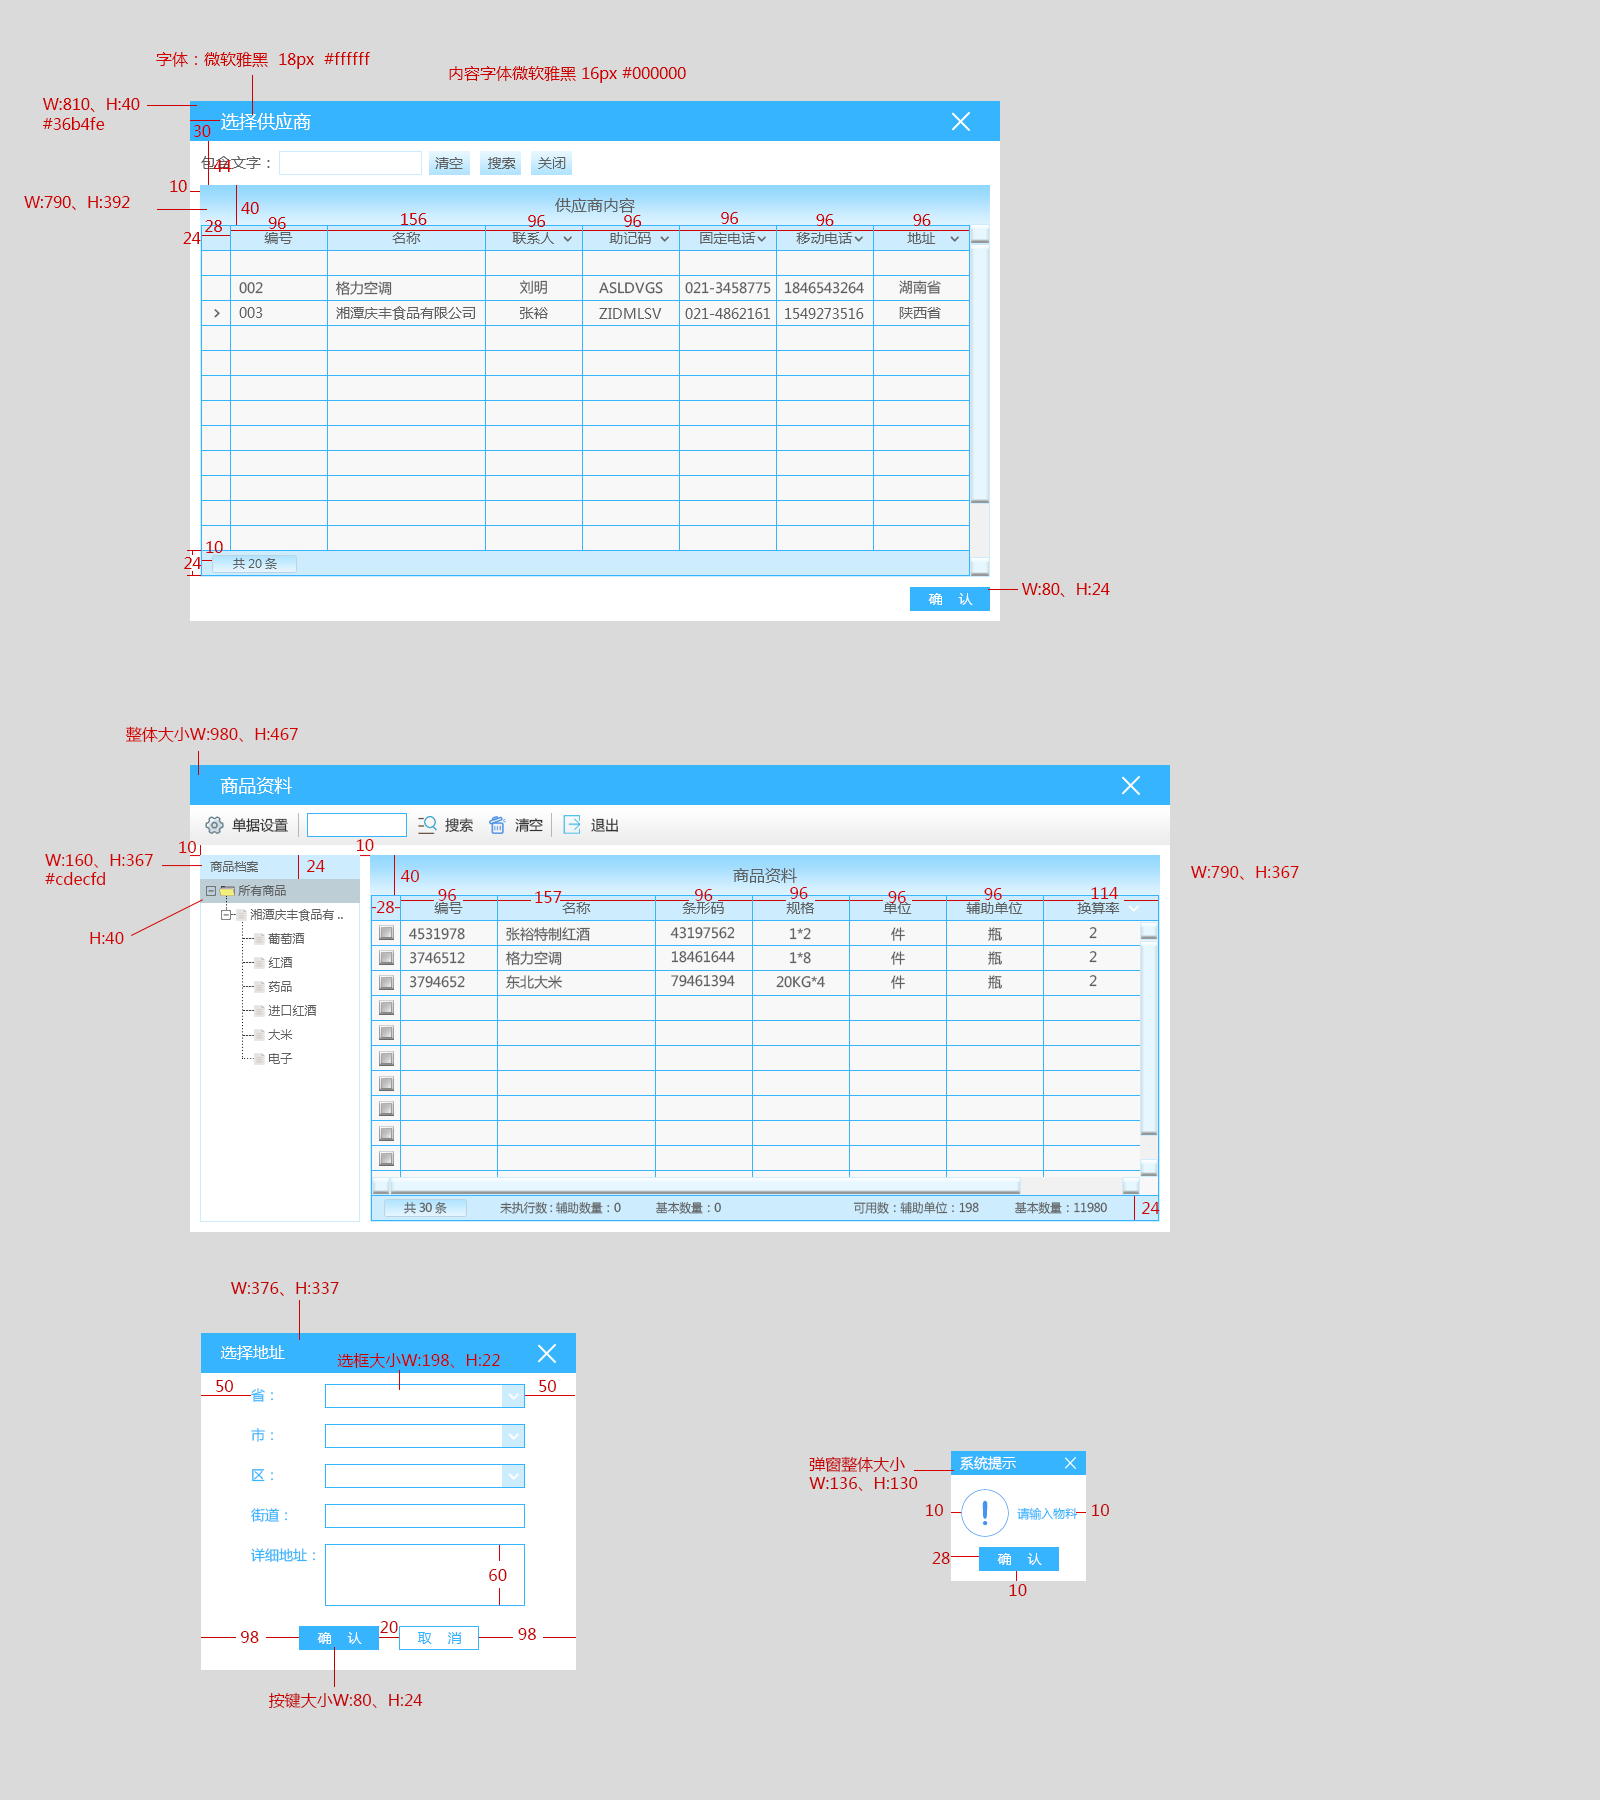 字体：微软雅黑  18px  #ffffff
内容字体微软雅黑 16px #000000
W:810、H:40
#36b4fe
30
选择供应商
包含文字：
44
清空
搜索
关闭
10
W:790、H:392
40
供应商内容
28
96
156
96
96
96
96
96
24
编号 名称 联系人 助记码 固定电话 移动电话 地址
002 格力空调 刘明 ASLDVGS 021-3458775 1846543264 湖南省
003 湘潭庆丰食品有限公司 张裕 ZIDMLSV 021-4862161 1549273516 陕西省
10
24
共 20 条
确 认
W:80、H:24
整体大小W:980、H:467
商品资料
单据设置
搜索
清空
退出
10
10
W:160、H:367
#cdecfd
商品档案
24
40
商品资料
W:790、H:367
所有商品
28
96
157
96
96
96
96
114
编号 名称 条形码 规格 单位 辅助单位 换算率
H:40
湘潭庆丰食品有 ..
葡萄酒
红酒
药品
进口红酒
大米
电子
4531978 张裕特制红酒 43197562 1*2 件 瓶 2
3746512 格力空调 18461644 1*8 件 瓶 2
3794652 东北大米 79461394 20KG*4 件 瓶 2
共 30 条
未执行数：辅助数量：0
基本数量：0
可用数：辅助单位：198
基本数量：11980
24
W:376、H:337
选择地址
选框大小W:198、H:22
50
省：
50
市：
区：
街道：
详细地址：
60
98
确 认
20
取 消
98
按键大小W:80、H:24
弹窗整体大小
W:136、H:130
系统提示
10
请输入物料
10
28
确 认
10